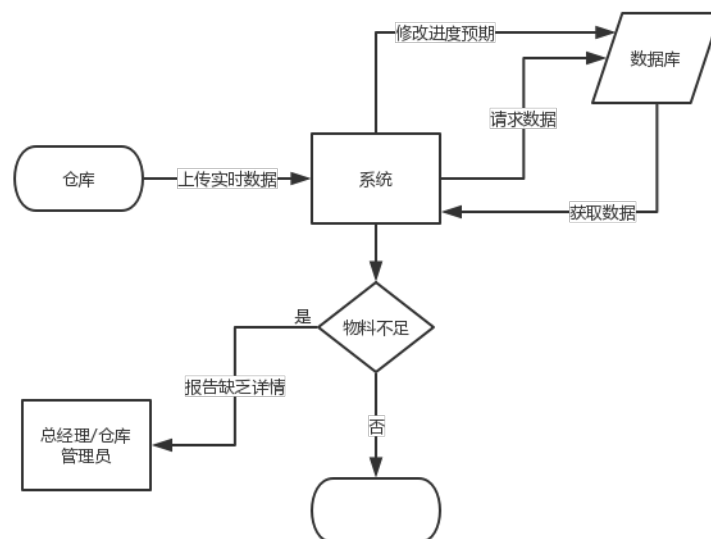 修改进度预期
数据库
请求数据
仓库
上传实时数据
系统
获取数据
是
物料不足
报告缺乏详情
否
总经理/仓库
管理员